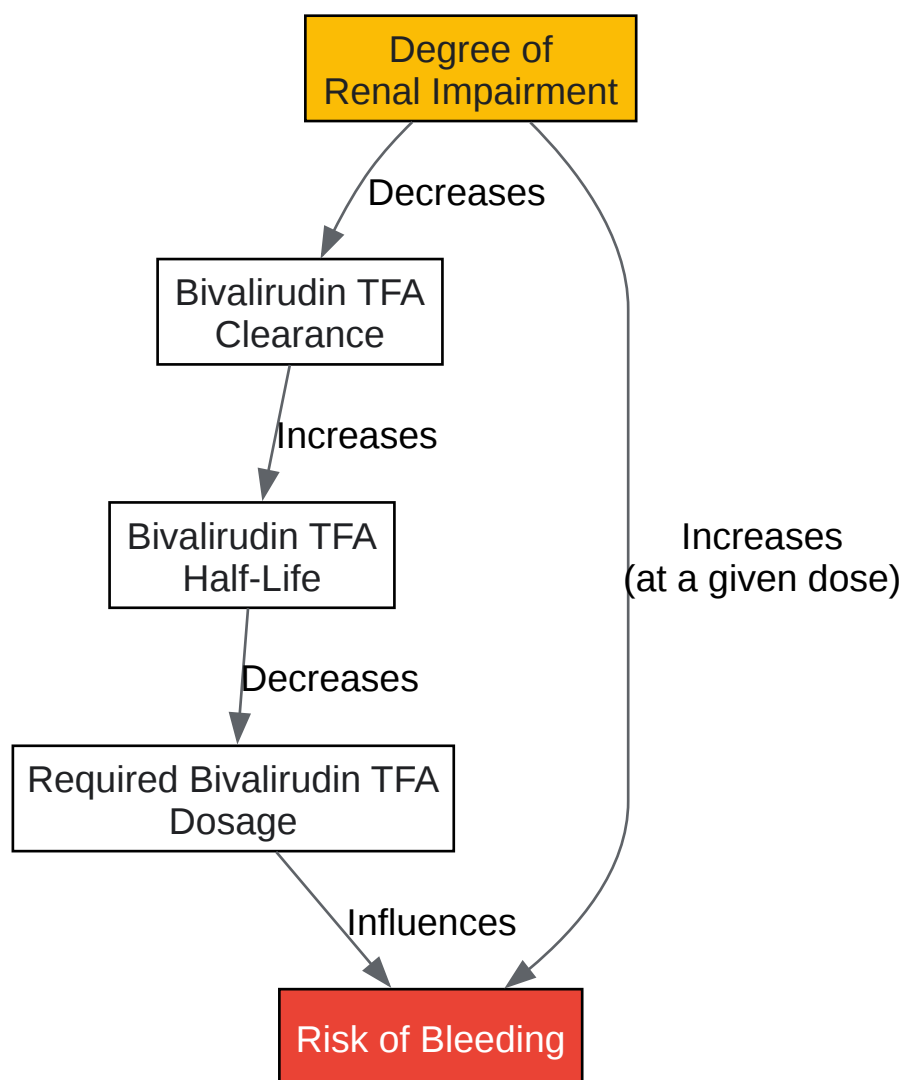 Degree of
Renal Impairment
Decreases
Bivalirudin TFA
Clearance
Increases
Bivalirudin TFA
Half-Life
Increases
(at a given dose)
Decreases
Required Bivalirudin TFA
Dosage
Influences
Risk of Bleeding